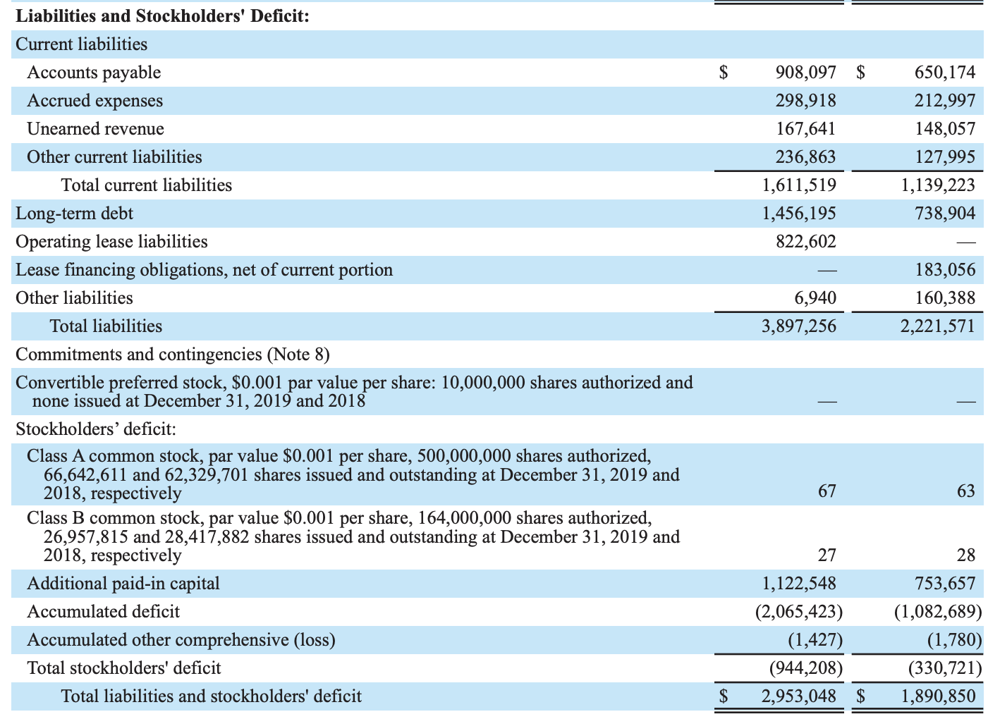 Liabilities and Stockholders' Deficit:
Current liabilities
Accounts payable $ 908,097 $ 650,174
Accrued expenses 298,918 212,997
Unearned revenue 167,641 148,057
Other current liabilities 236,863 127,995
Total current liabilities 1,611,519 1,139,223
Long-term debt 1,456,195 738,904
Operating lease liabilities 822,602 —
Lease financing obligations, net of current portion — 183,056
Other liabilities 6,940 160,388
Total liabilities 3,897,256 2,221,571
Commitments and contingencies (Note 8)
Convertible preferred stock, $0.001 par value per share: 10,000,000 shares authorized and
none issued at December 31, 2019 and 2018 — —
Stockholders’ deficit:
Class A common stock, par value $0.001 per share, 500,000,000 shares authorized,
66,642,611 and 62,329,701 shares issued and outstanding at December 31, 2019 and
2018, respectively 67 63
Class B common stock, par value $0.001 per share, 164,000,000 shares authorized,
26,957,815 and 28,417,882 shares issued and outstanding at December 31, 2019 and
2018, respectively 27 28
Additional paid-in capital 1,122,548 753,657
Accumulated deficit (2,065,423) (1,082,689)
Accumulated other comprehensive (loss) (1,427) (1,780)
Total stockholders' deficit (944,208) (330,721)
Total liabilities and stockholders' deficit $ 2,953,048 $ 1,890,850